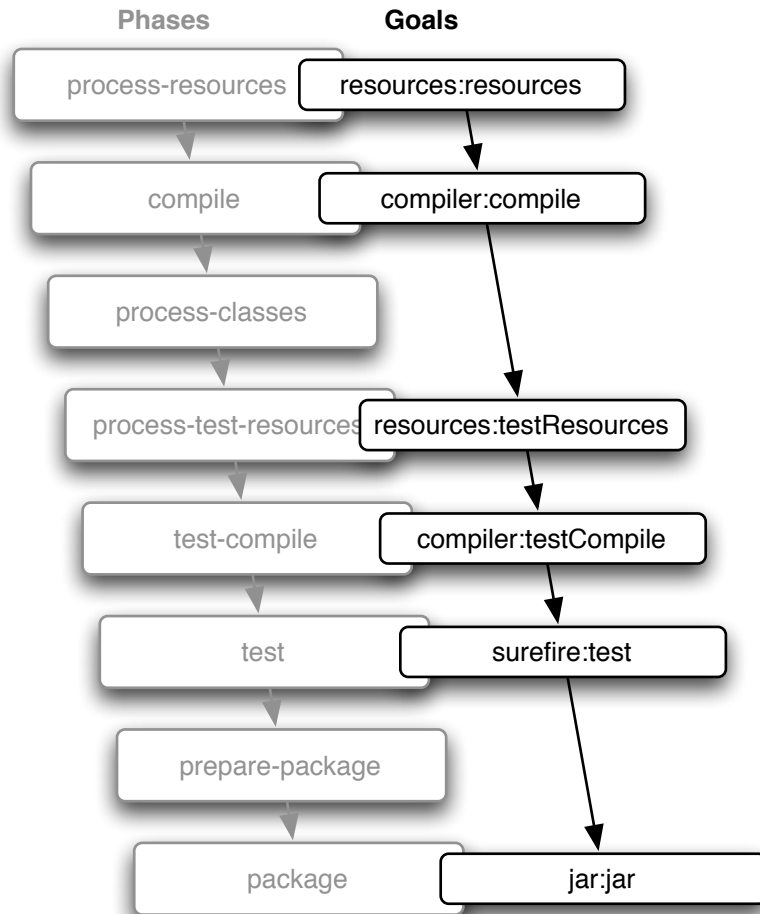 Phases Goals
process-resources resources:resources
compile compiler:compile
process-classes
process-test-resources resources:testResources
test-compile compiler:testCompile
test surefire:test
prepare-package
package jar:jar